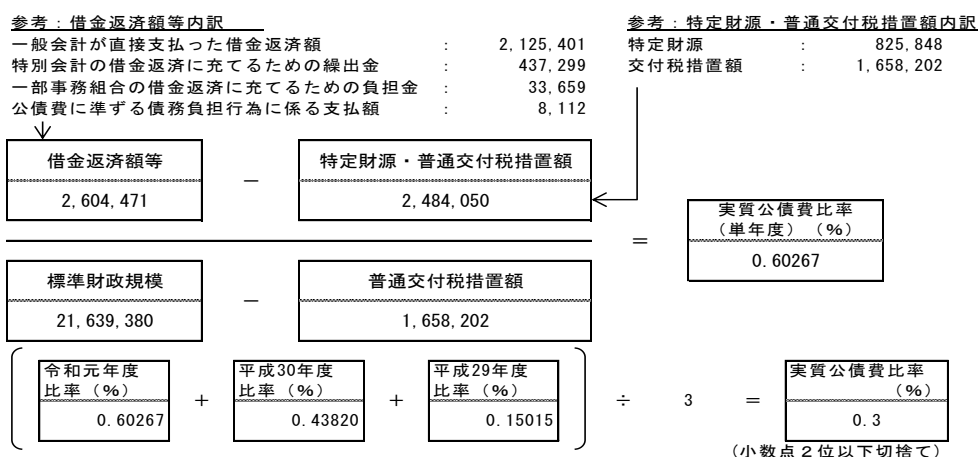 参考：借金返済額等内訳
一般会計が直接支払った借金返済額 ： 2,125,401
特別会計の借金返済に充てるための繰出金 ： 437,299
一部事務組合の借金返済に充てるための負担金 ： 33,659
公債費に準ずる債務負担行為に係る支払額 ： 8,112
参考：特定財源・普通交付税措置額内訳
特定財源 ： 825,848
交付税措置額 ： 1,658,202
借金返済額等 － 特定財源・普通交付税措置額
2,604,471 2,484,050
＝
実質公債費比率
（単年度）（%）
0.60267
標準財政規模 － 普通交付税措置額
21,639,380 1,658,202
令和元年度 平成30年度 平成29年度 実質公債費比率
比率（%） ＋ 比率（%） ＋ 比率（%） ÷ 3 ＝ （%）
0.60267 0.43820 0.15015 0.3
（小数点２位以下切捨て）